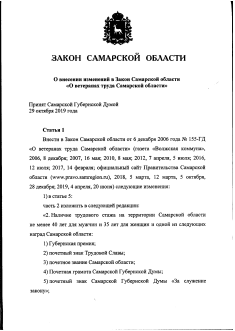 ЗАКОН САМАРСКОЙ ОБЛАСТИ
О внесении изменений в Закон Самарской области
«О ветеранах труда Самарской области»
Принят Самарской Губернской Думой
29 октября 2019 года
Статья 1
Внести в Закон Самарской области от 6 декабря 2006 года № 155-ГД
«О ветеранах труда Самарской области» (газета «Волжская коммуна»,
2006, 8 декабря; 2007, 16 мая; 2010, 8 мая; 2012, 7 апреля, 5 июля; 2016,
12 июля; 2017, 14 февраля; официальный сайт Правительства Самарской
области (www.pravo.samregion.ru), 2018, 5 марта, 12 марта, 5 октября,
28 декабря; 2019, 4 апреля, 20 июня) следующие изменения:
1) в статье 5:
часть 2 изложить в следующей редакции:
«2. Наличие трудового стажа на территории Самарской области
не менее 40 лет для мужчин и 35 лет для женщин и одной из следующих
наград Самарской области:
1) Губернская премия;
2) почетный знак Трудовой Славы;
3) почетное звание Самарской области;
4) Почетная грамота Самарской Губернской Думы;
5) почетный знак Самарской Губернской Думы «За служение
закону»;